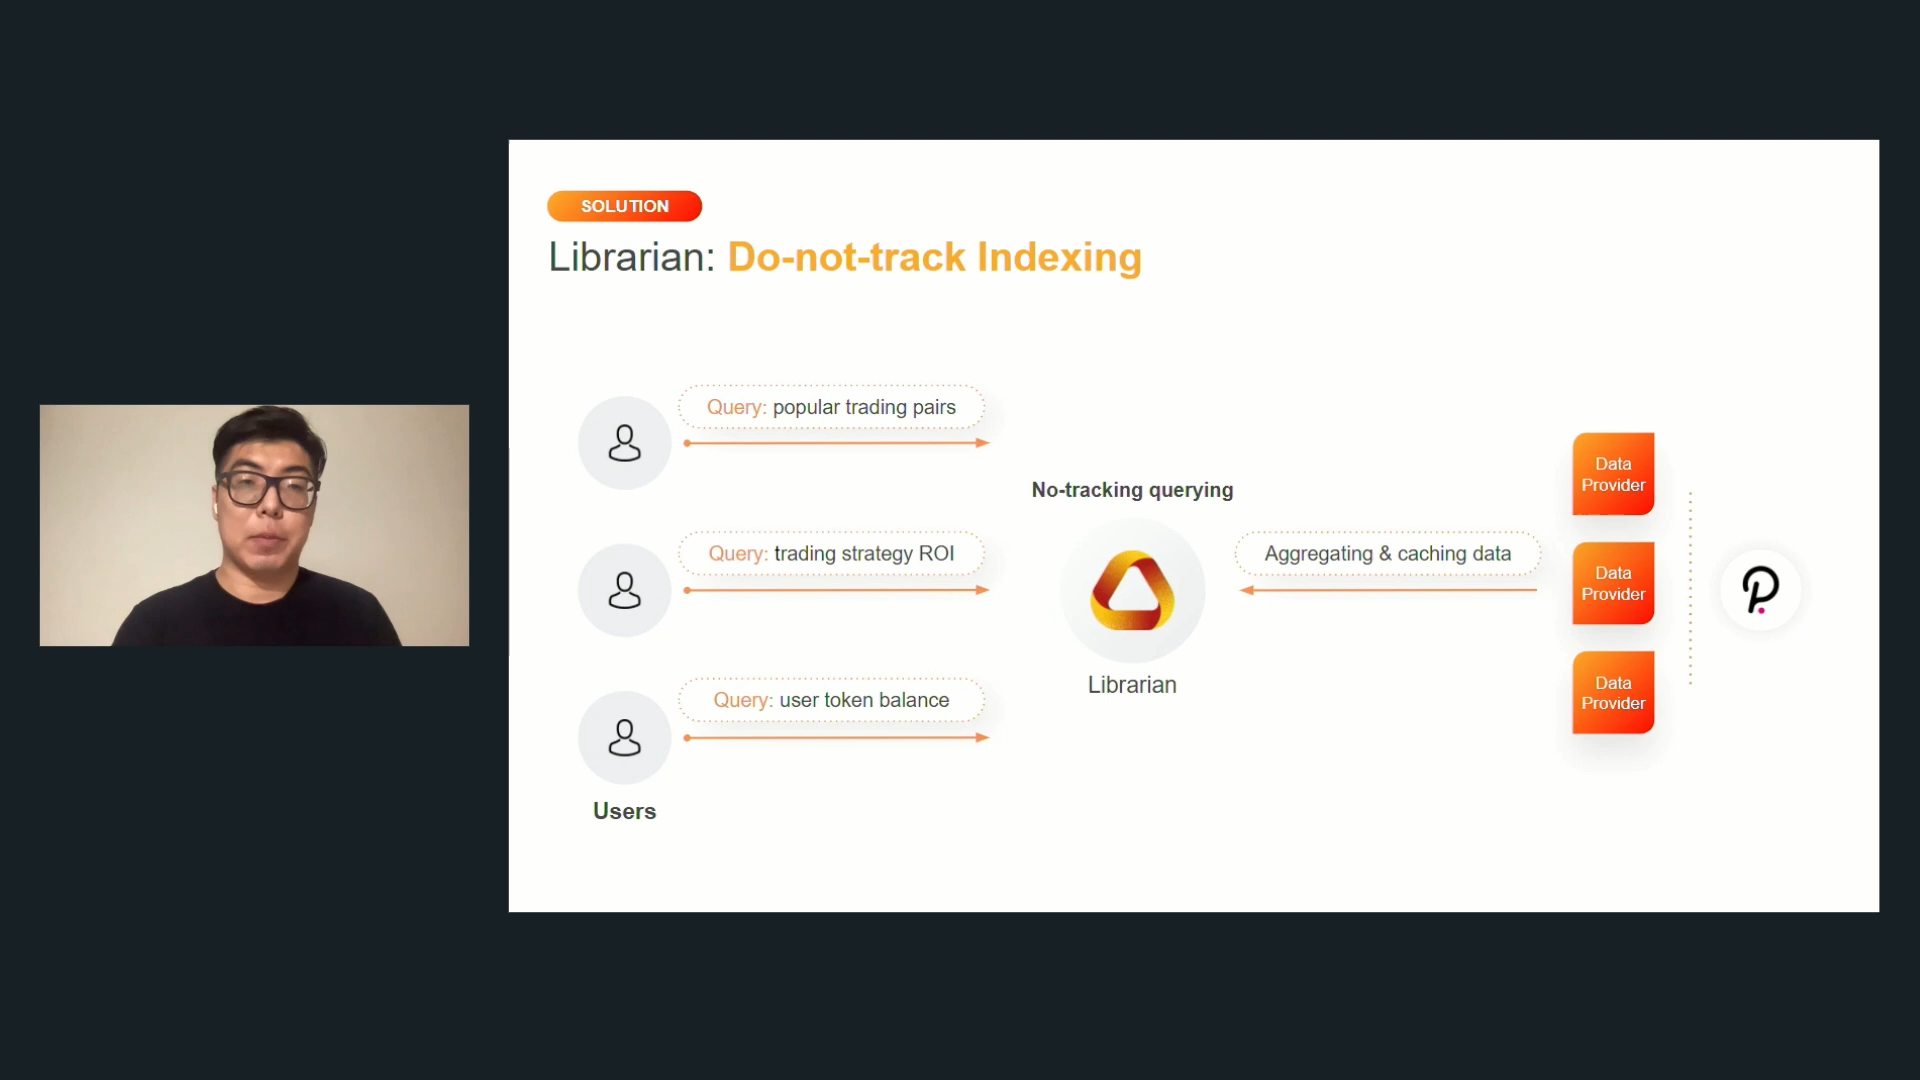 SOLUTION
Librarian: Do-not-track Indexing
Query: popular trading pairs
No-tracking querying
Query: trading strategy ROI
Aggregating & caching data
Query: user token balance
Librarian
Users
Data
Provider
Data
Provider
Data
Provider